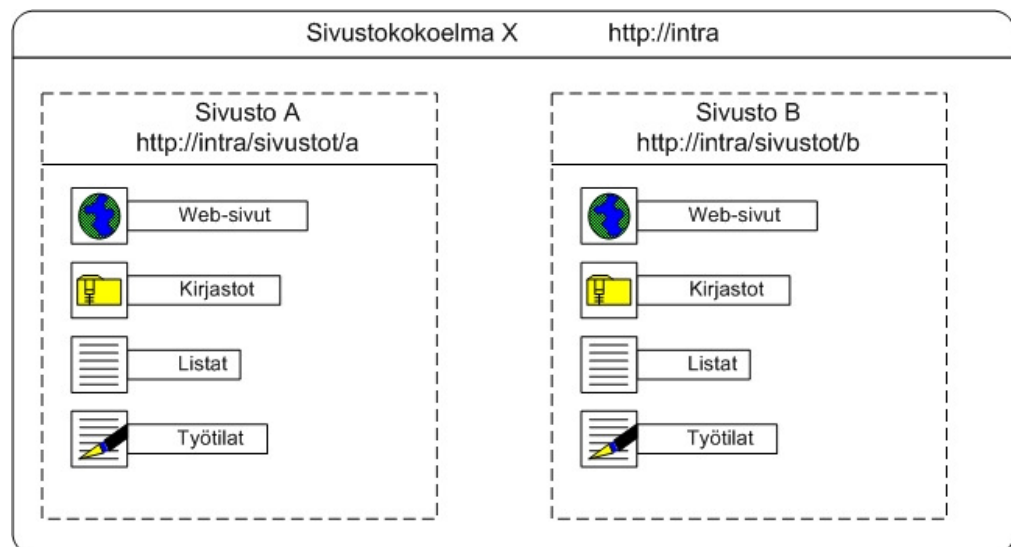 Sivustokokoelma X http://intra
Sivusto A
http://intra/sivustot/a
Web-sivut
Kirjastot
Listat
Työtilat
Sivusto B
http://intra/sivustot/b
Web-sivut
Kirjastot
Listat
Työtilat